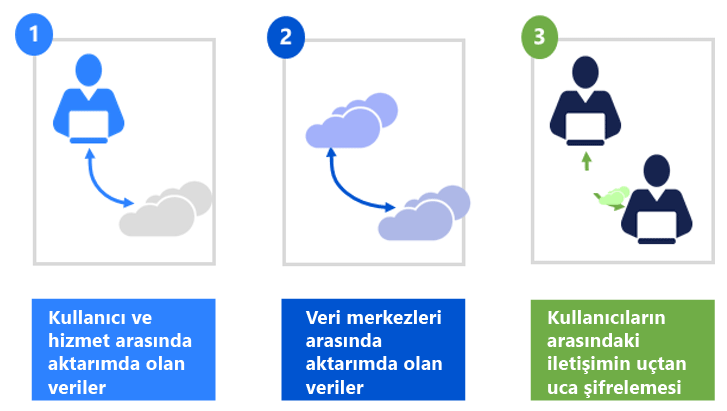 1
2
3
Kullanıcı ve
hizmet arasında
aktarımda olan
veriler
Veri merkezleri
arasında
aktarımda olan
veriler
Kullanıcıların
arasındaki
iletişimin uçtan
uca şifrelemesi